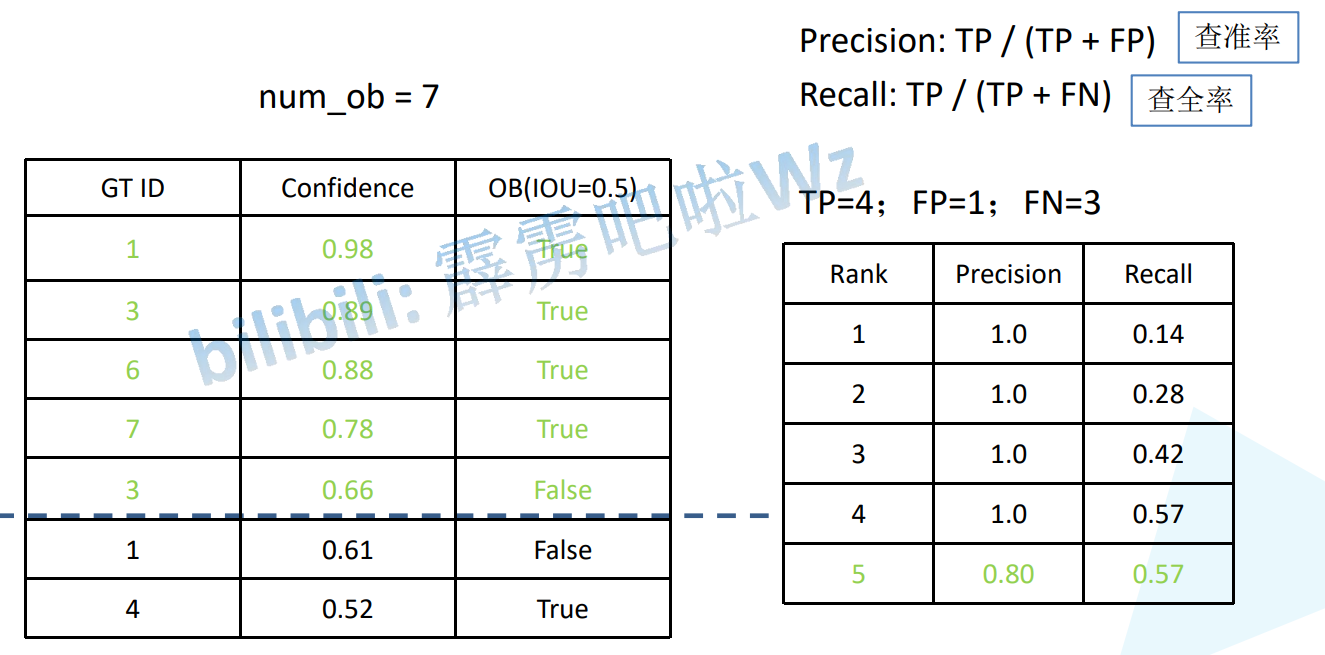 Precision: TP / (TP + FP) 查准率
num_ob = 7
Recall: TP / (TP + FN) 查全率
GT ID Confidence OB(IOU=0.5)
1 0.98 True
3 0.89 True
6 0.88 True
7 0.78 True
3 0.66 False
1 0.61 False
4 0.52 True
bilibili: 霹雳吧啦Wz
TP=4; FP=1; FN=3
Rank Precision Recall
1 1.0 0.14
2 1.0 0.28
3 1.0 0.42
4 1.0 0.57
5 0.80 0.57